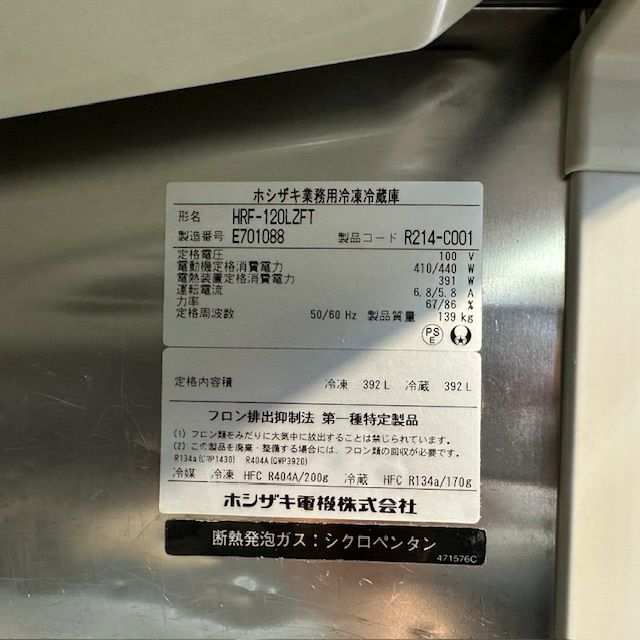 ホシザキ業務用冷凍冷蔵庫
形名 HRF-120LZFT
製造番号 E701088 製品コード R214-C001
定格電圧 100 V
電動機定格消費電力 410/440 W
電熱装置定格消費電力 391 W
運転電流 6.8/5.8 A
力率 67/86 %
定格周波数 50/60 Hz 製品質量 139 kg
PS E
定格内容積 冷凍 392 L 冷蔵 392 L
フロン排出抑制法 第一種特定製品
(1) フロン類をみだりに大気中に放出することは禁じられています。
(2) この製品を廃棄・整備する場合には、フロン類の回収が必要です。
R134a(GWP1430) R404A(GWP3920)
冷媒 冷凍 HFC R404A/200g 冷蔵 HFC R134a/170g
ホシザキ電機株式会社
断熱発泡ガス：シクロペンタン
471576C